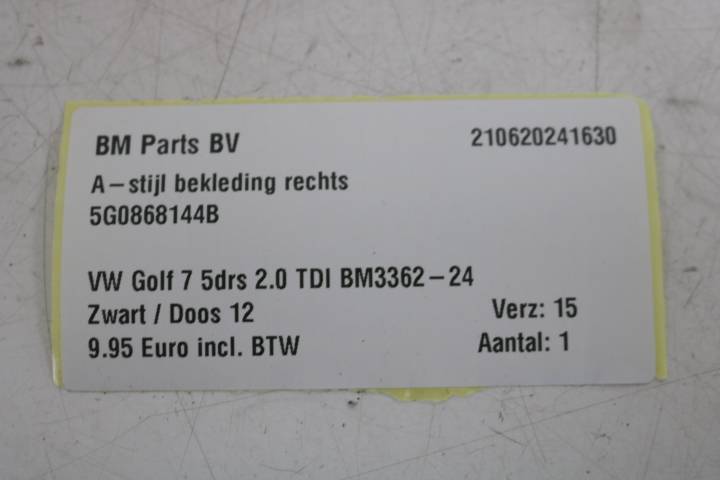 BM Parts BV 210620241630
A-stijl bekleding rechts
5G0868144B
VW Golf 7 5drs 2.0 TDI BM3362-24
Zwart / Doos 12 Verz: 15
9.95 Euro incl. BTW Aantal: 1